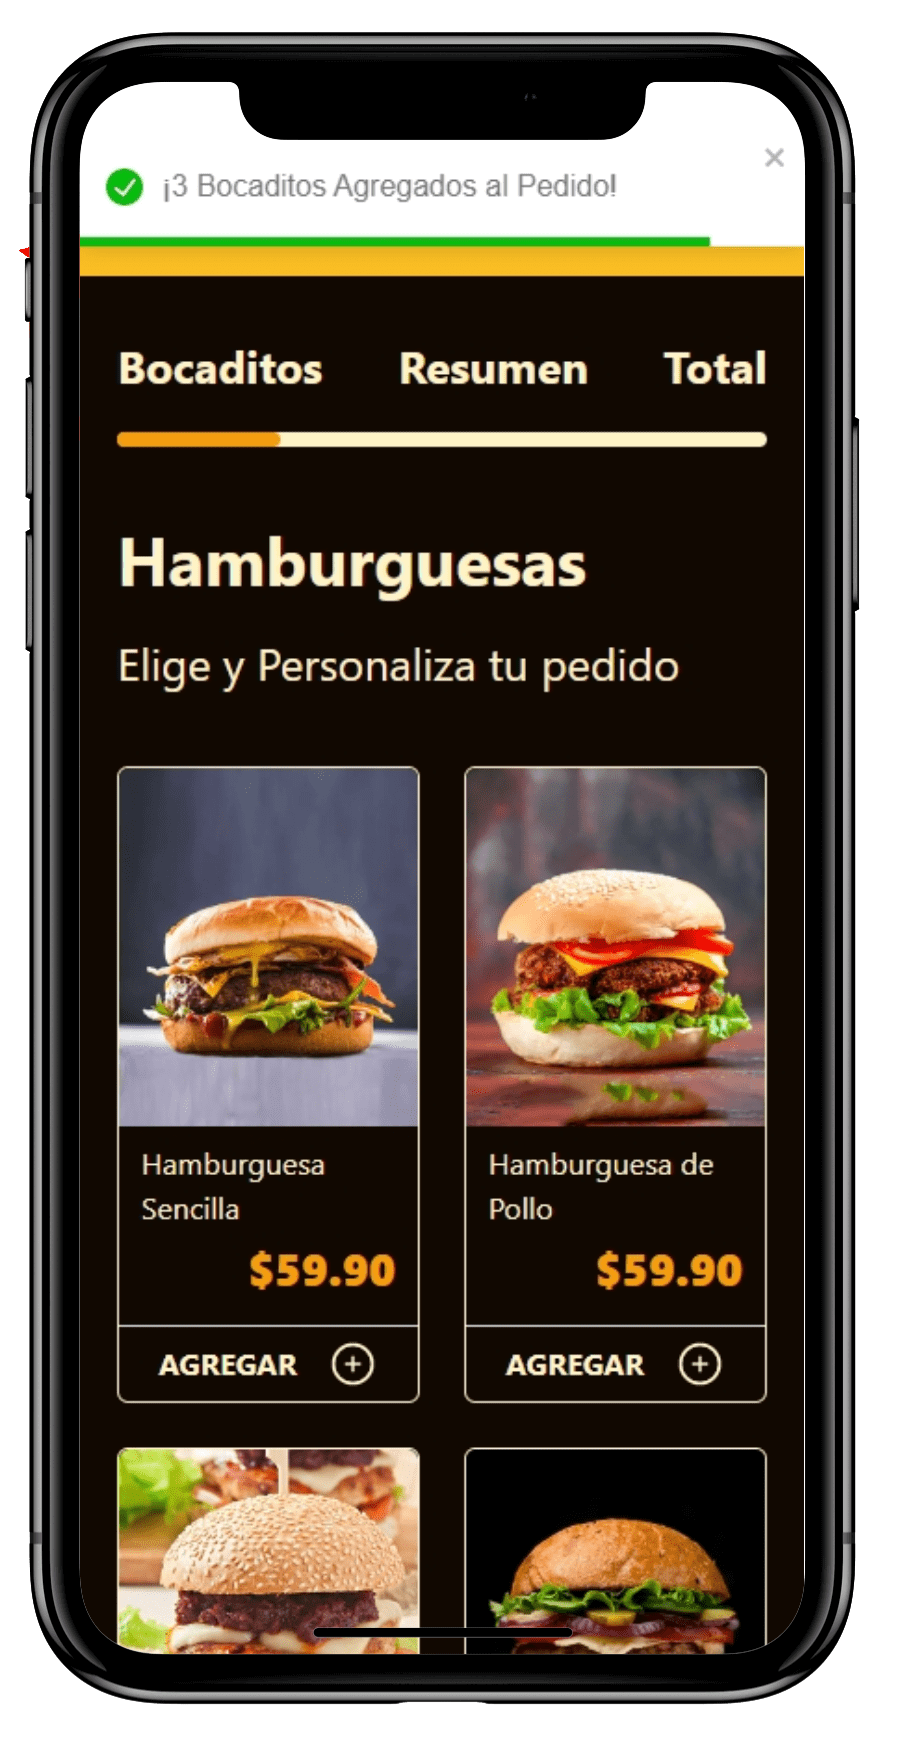 ¡3 Bocaditos Agregados al Pedido!
Bocaditos Resumen Total
Hamburguesas
Elige y Personaliza tu pedido
Hamburguesa
Sencilla
$59.90
AGREGAR
Hamburguesa de
Pollo
$59.90
AGREGAR